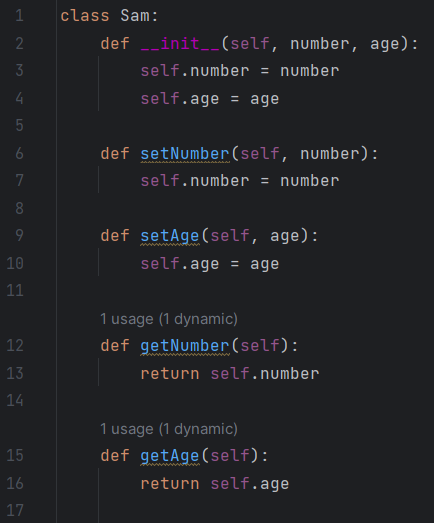 1 class Sam:
2     def __init__(self, number, age):
3         self.number = number
4         self.age = age
5
6     def setNumber(self, number):
7         self.number = number
8
9     def setAge(self, age):
10         self.age = age
11
1 usage (1 dynamic)
12     def getNumber(self):
13         return self.number
14
1 usage (1 dynamic)
15     def getAge(self):
16         return self.age
17